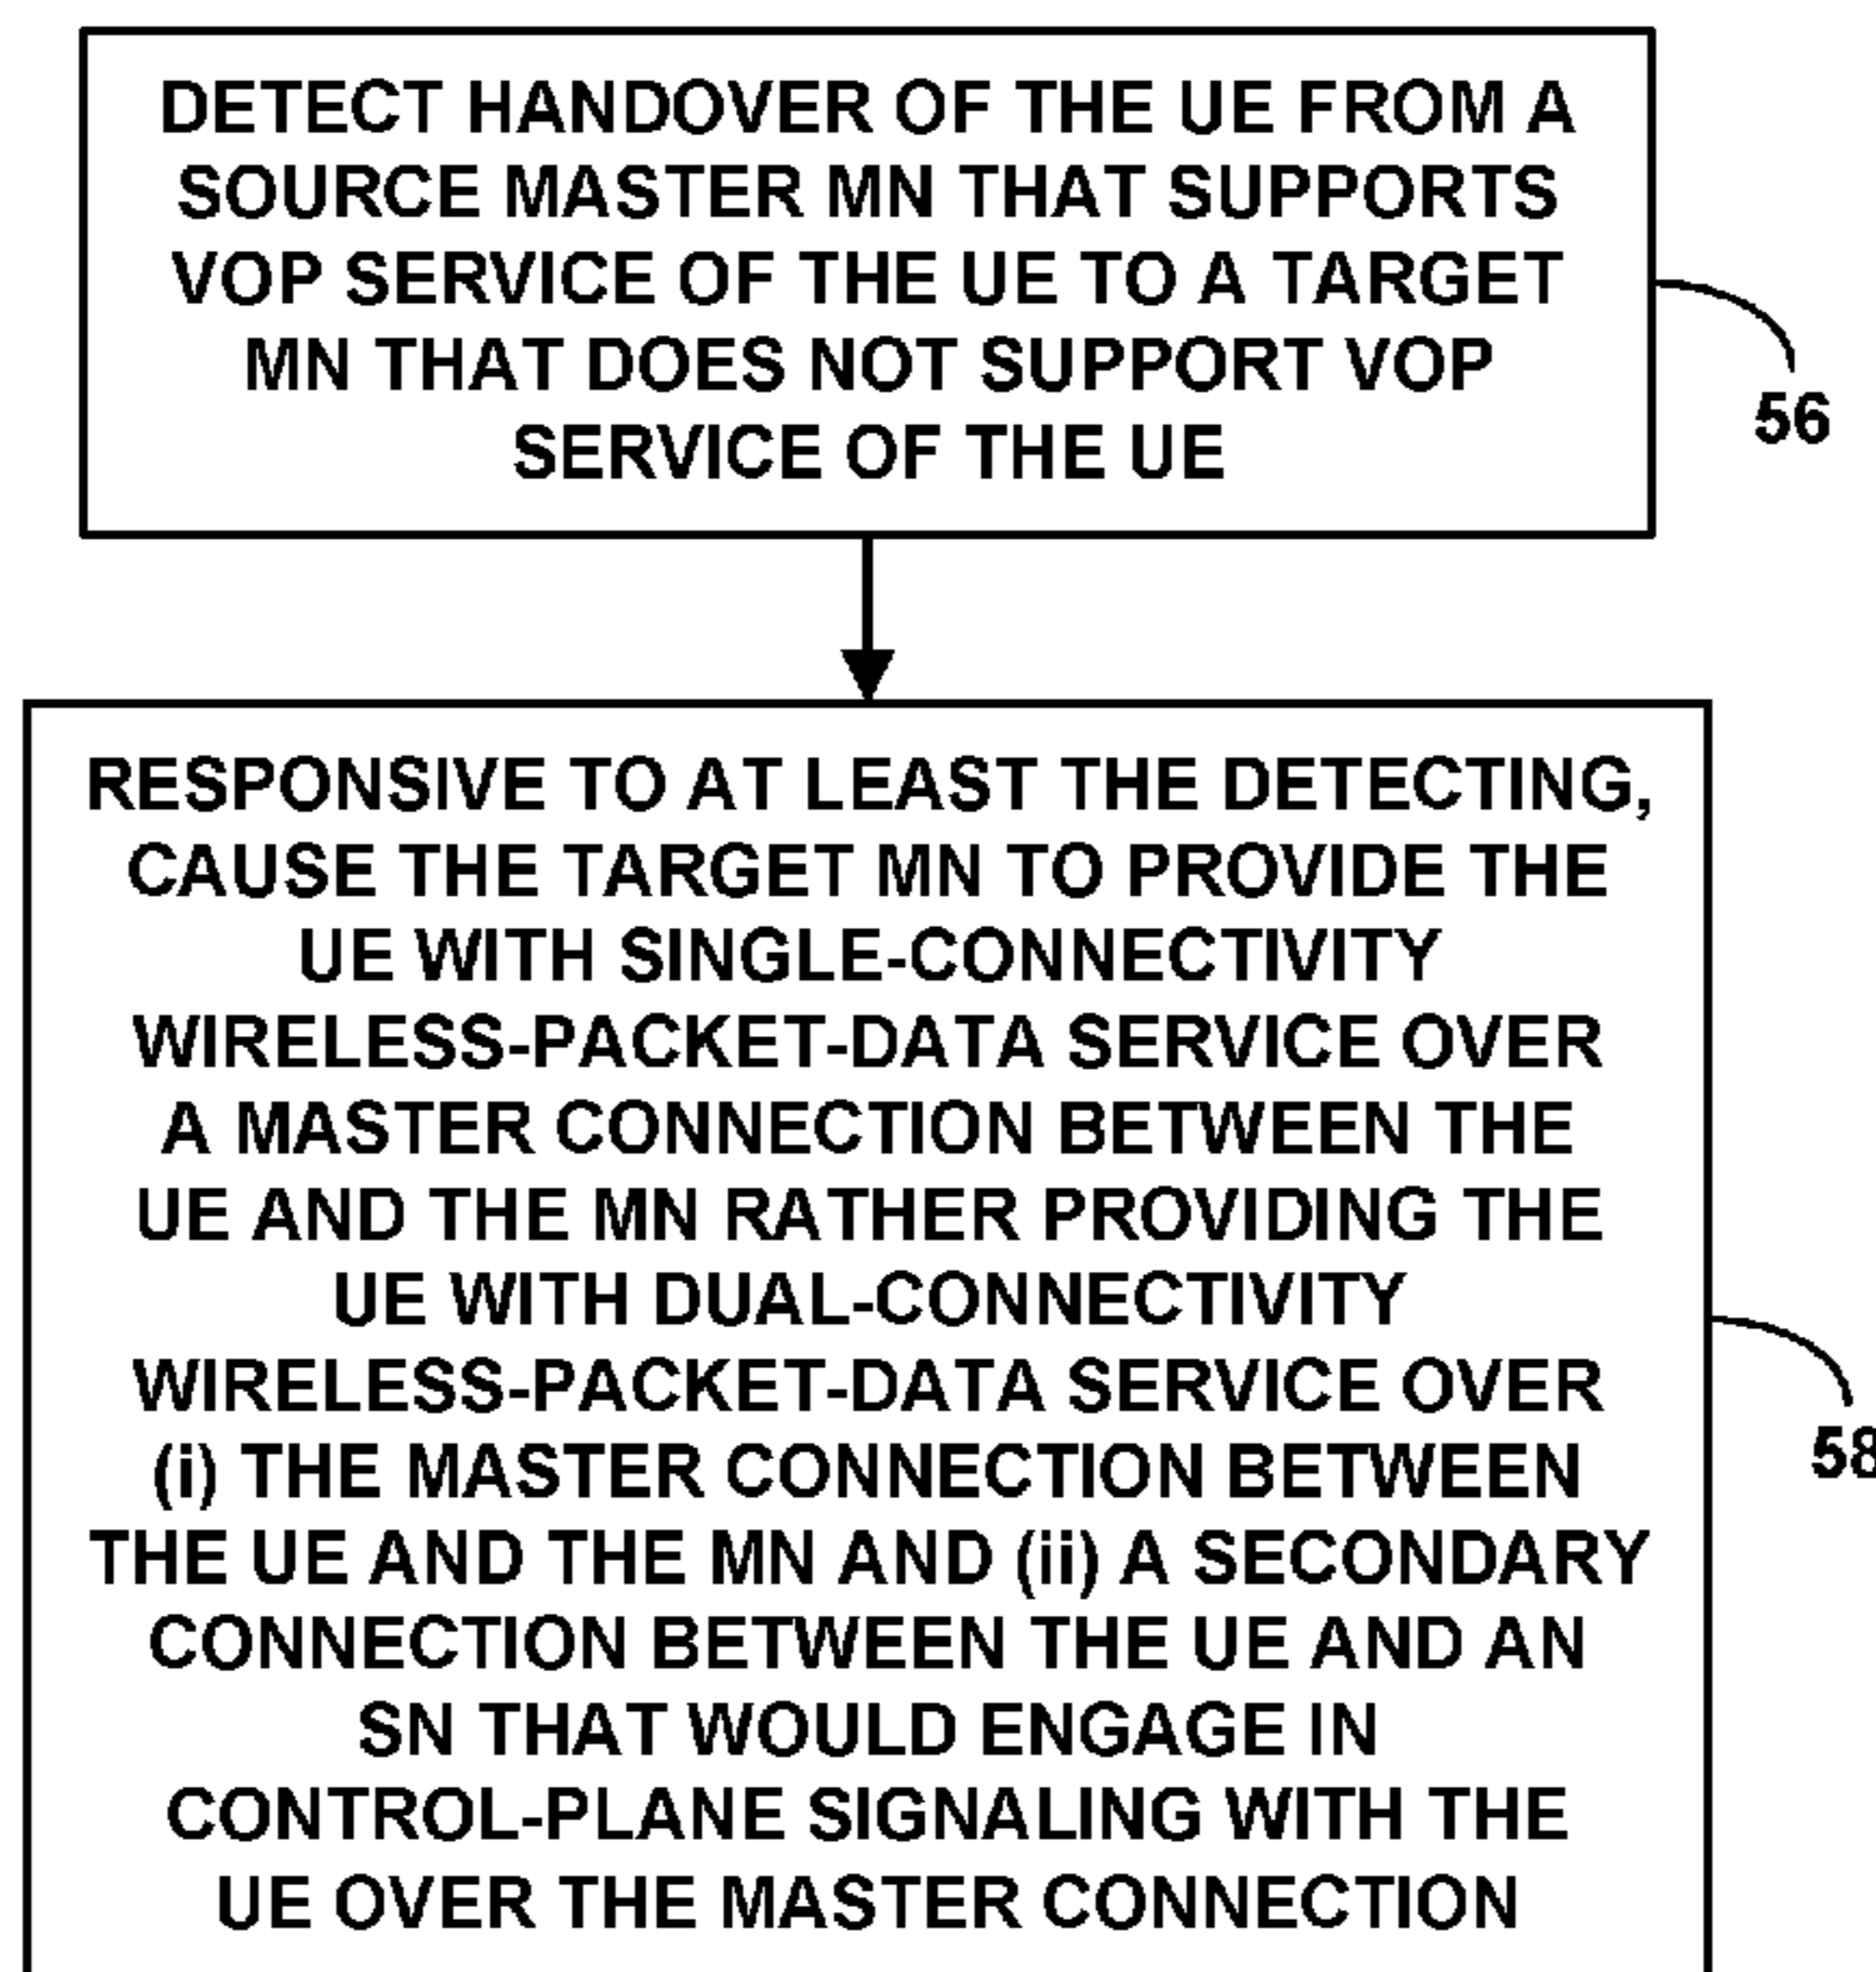 DETECT HANDOVER OF THE UE FROM A
SOURCE MASTER MN THAT SUPPORTS
VOP SERVICE OF THE UE TO A TARGET
MN THAT DOES NOT SUPPORT VOP
SERVICE OF THE UE
56
RESPONSIVE TO AT LEAST THE DETECTING,
CAUSE THE TARGET MN TO PROVIDE THE
UE WITH SINGLE-CONNECTIVITY
WIRELESS-PACKET-DATA SERVICE OVER
A MASTER CONNECTION BETWEEN THE
UE AND THE MN RATHER PROVIDING THE
UE WITH DUAL-CONNECTIVITY
WIRELESS-PACKET-DATA SERVICE OVER
(i) THE MASTER CONNECTION BETWEEN
THE UE AND THE MN AND (ii) A SECONDARY
CONNECTION BETWEEN THE UE AND AN
SN THAT WOULD ENGAGE IN
CONTROL-PLANE SIGNALING WITH THE
UE OVER THE MASTER CONNECTION
58